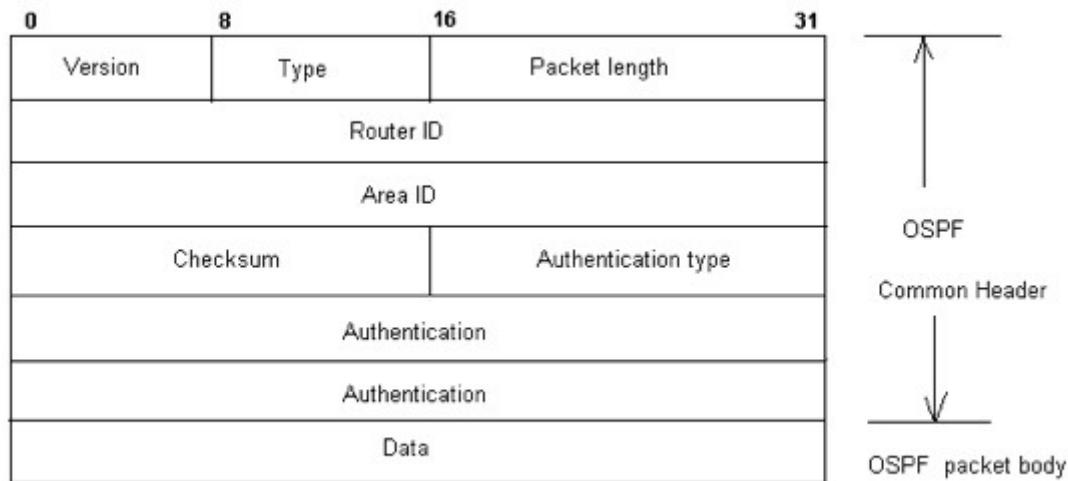 0 8 16 31
Version Type Packet length
Router ID
Area ID
OSPF
Checksum Authentication type
Common Header
Authentication
Authentication
Data
OSPF packet body